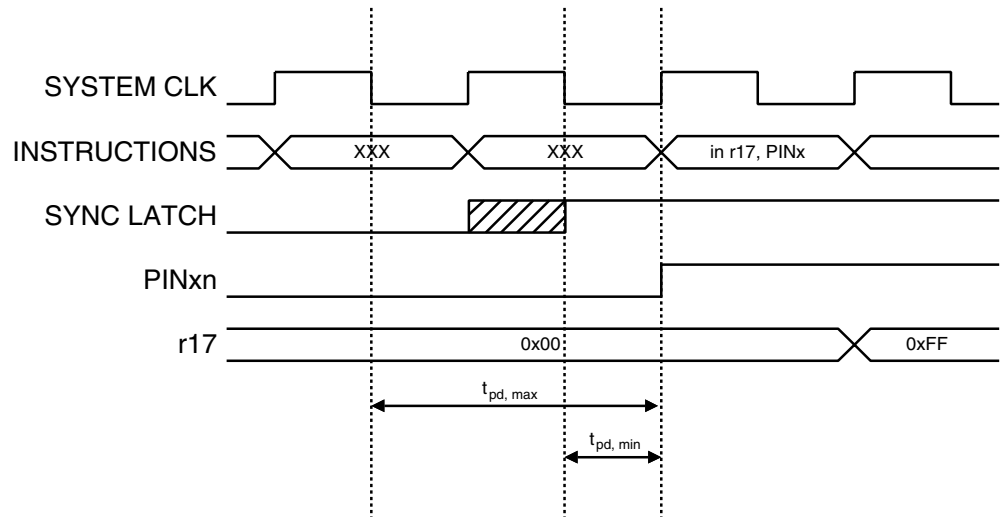 SYSTEM CLK
INSTRUCTIONS XXX XXX in r17, PINx
SYNC LATCH
PINxn
r17 0x00 0xFF
tpd, max
tpd, min